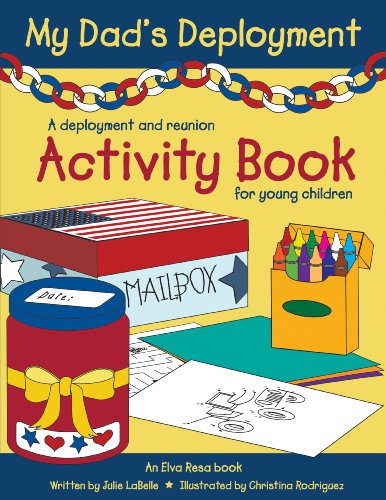 My Dad's Deployment
A deployment and reunion
Activity Book
for young children
MAILBOX
Date:
An Elva Resa book
Written by Julie LaBelle ★ Illustrated by Christina Rodriguez